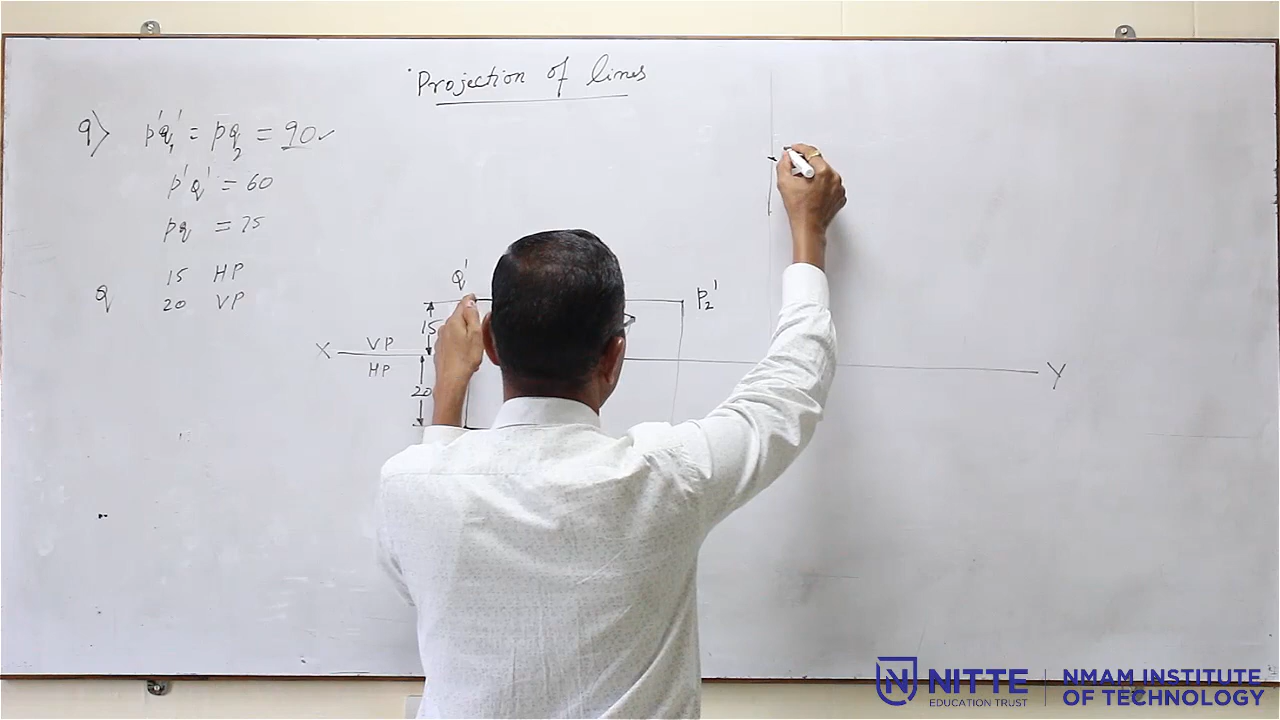 Projection of lines
9) p'q₁' = pq₂ = 90 ✓
p'q' = 60
pq = 75
15 HP
Q 20 VP
q'
p₂'
15
X VP
HP
20
Y
NITTE
EDUCATION TRUST
NMAM INSTITUTE
OF TECHNOLOGY